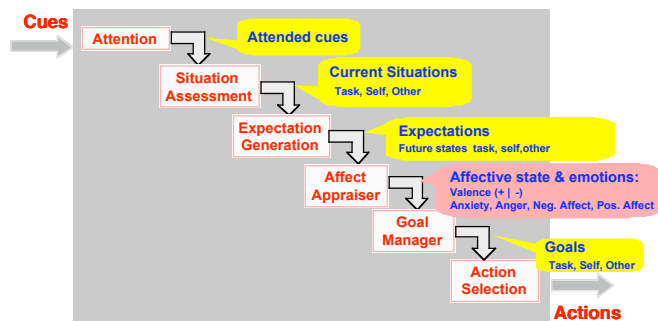 Cues
Attention
Attended cues
Situation
Assessment
Current Situations
Task, Self, Other
Expectation
Generation
Expectations
Future states task, self,other
Affect
Appraiser
Affective state & emotions:
Valence (+ | -)
Anxiety, Anger, Neg. Affect, Pos. Affect
Goal
Manager
Goals
Task, Self, Other
Action
Selection
Actions